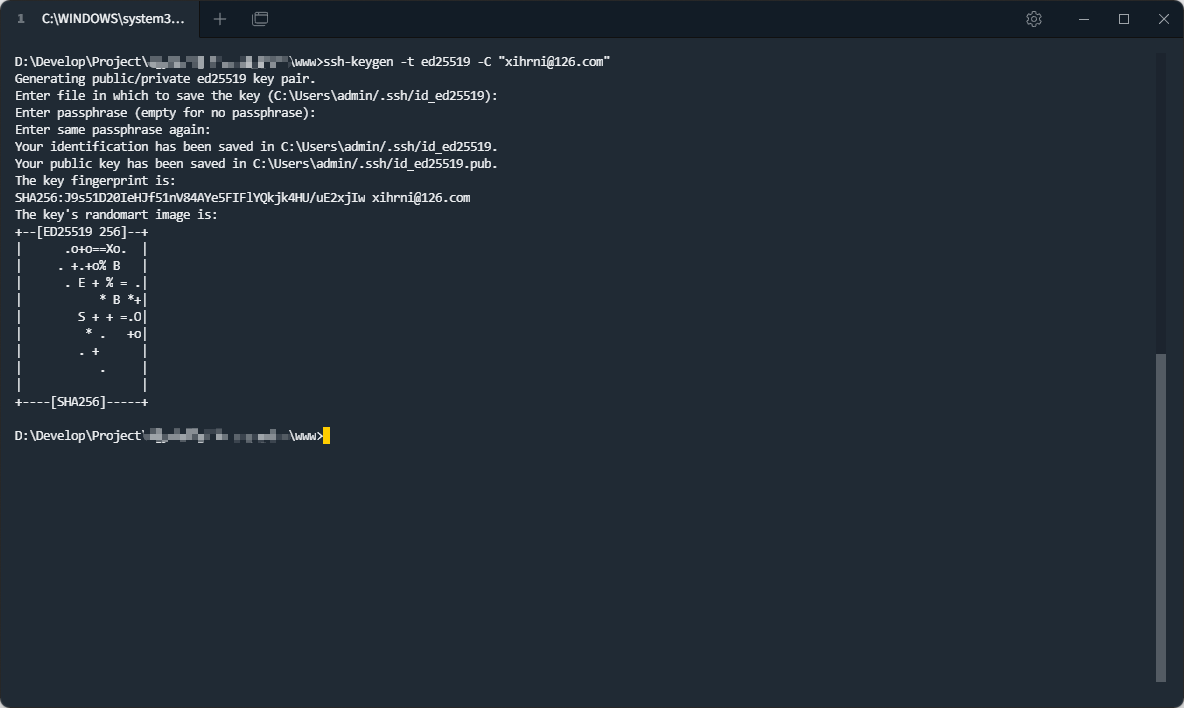 1 C:\WINDOWS\system3...
D:\Develop\Project\ \www>ssh-keygen -t ed25519 -C "xihrni@126.com"
Generating public/private ed25519 key pair.
Enter file in which to save the key (C:\Users\admin/.ssh/id_ed25519):
Enter passphrase (empty for no passphrase):
Enter same passphrase again:
Your identification has been saved in C:\Users\admin/.ssh/id_ed25519.
Your public key has been saved in C:\Users\admin/.ssh/id_ed25519.pub.
The key fingerprint is:
SHA256:J9s51D20IeHJf51nV84AYe5FIFlYQkjk4HU/uE2xjIw xihrni@126.com
The key's randomart image is:
+--[ED25519 256]--+
|      .o+o==Xo.  |
|     . +.+o% B   |
|      . E + % = .|
|           * B *+|
|        S + + =.O|
|         * .   +o|
|        . +      |
|           .     |
|                 |
+----[SHA256]-----+
D:\Develop\Project\ \www>